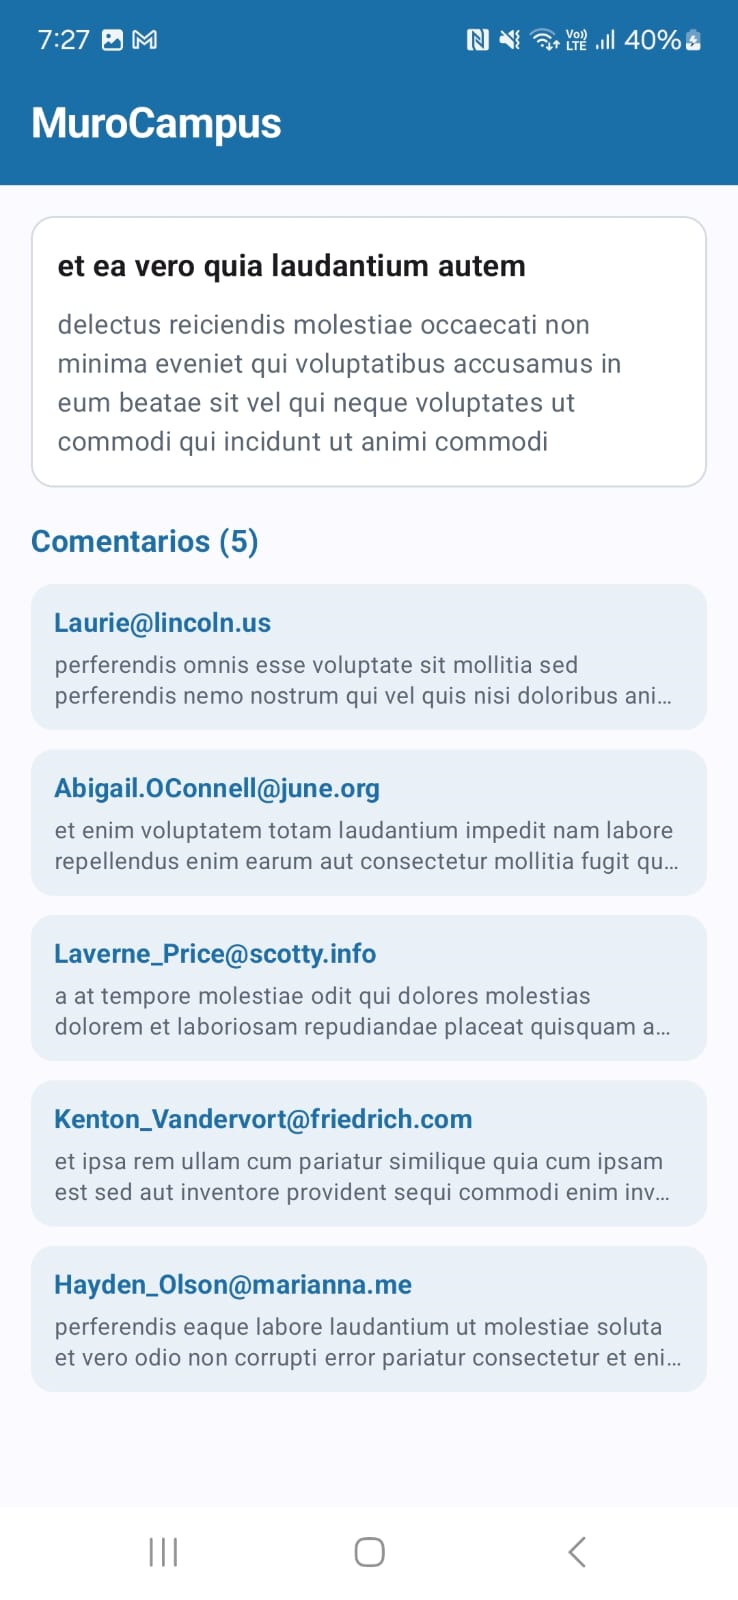 7:27
Vo)) LTE 40%
MuroCampus
et ea vero quia laudantium autem
delectus reiciendis molestiae occaecati non
minima eveniet qui voluptatibus accusamus in
eum beatae sit vel qui neque voluptates ut
commodi qui incidunt ut animi commodi
Comentarios (5)
Laurie@lincoln.us
perferendis omnis esse voluptate sit mollitia sed
perferendis nemo nostrum qui vel quis nisi doloribus ani...
Abigail.OConnell@june.org
et enim voluptatem totam laudantium impedit nam labore
repellendus enim earum aut consectetur mollitia fugit qu...
Laverne_Price@scotty.info
a at tempore molestiae odit qui dolores molestias
dolorem et laboriosam repudiandae placeat quisquam a...
Kenton_Vandervort@friedrich.com
et ipsa rem ullam cum pariatur similique quia cum ipsam
est sed aut inventore provident sequi commodi enim inv...
Hayden_Olson@marianna.me
perferendis eaque labore laudantium ut molestiae soluta
et vero odio non corrupti error pariatur consectetur et eni...